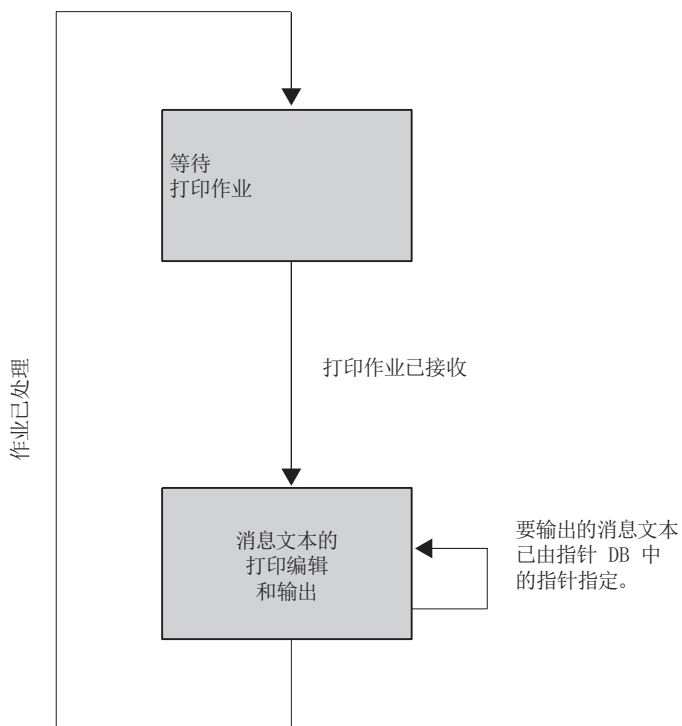 等待
打印作业
打印作业已接收
作业已处理
消息文本的
打印编辑
和输出
要输出的消息文本
已由指针 DB 中
的指针指定。